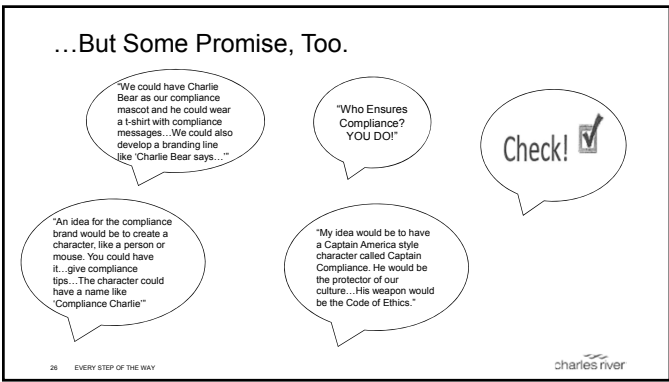 …But Some Promise, Too.
“We could have Charlie
Bear as our compliance
mascot and he could wear
a t-shirt with compliance
messages…We could also
develop a branding line
like ‘Charlie Bear says…’”
“Who Ensures
Compliance?
YOU DO!”
Check!
“An idea for the compliance
brand would be to create a
character, like a person or
mouse. You could have
it…give compliance
tips…The character could
have a name like
‘Compliance Charlie’”
“My idea would be to have
a Captain America style
character called Captain
Compliance. He would be
the protector of our
culture…His weapon would
be the Code of Ethics.”
26 EVERY STEP OF THE WAY
charles river